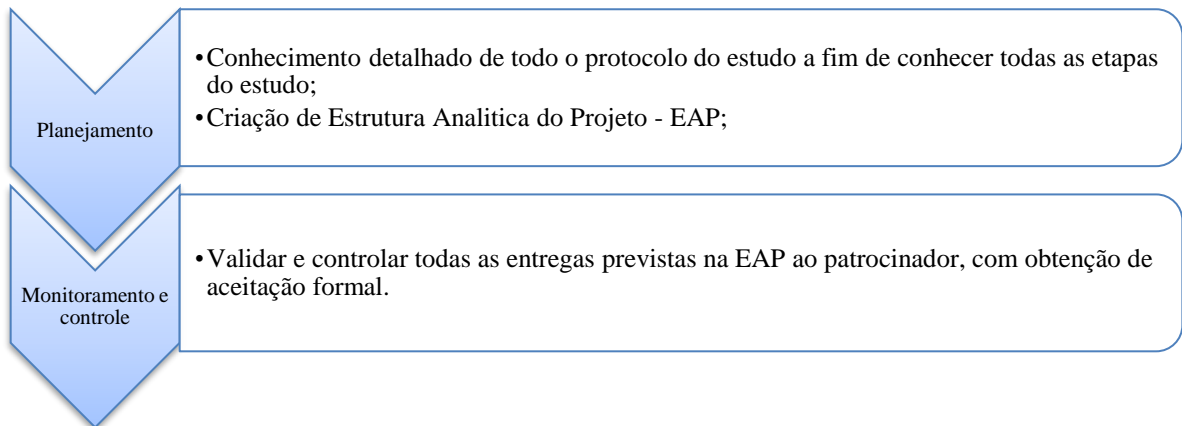 Planejamento
•Conhecimento detalhado de todo o protocolo do estudo a fim de conhecer todas as etapas
do estudo;
•Criação de Estrutura Analitica do Projeto - EAP;
Monitoramento e
controle
•Validar e controlar todas as entregas previstas na EAP ao patrocinador, com obtenção de
aceitação formal.